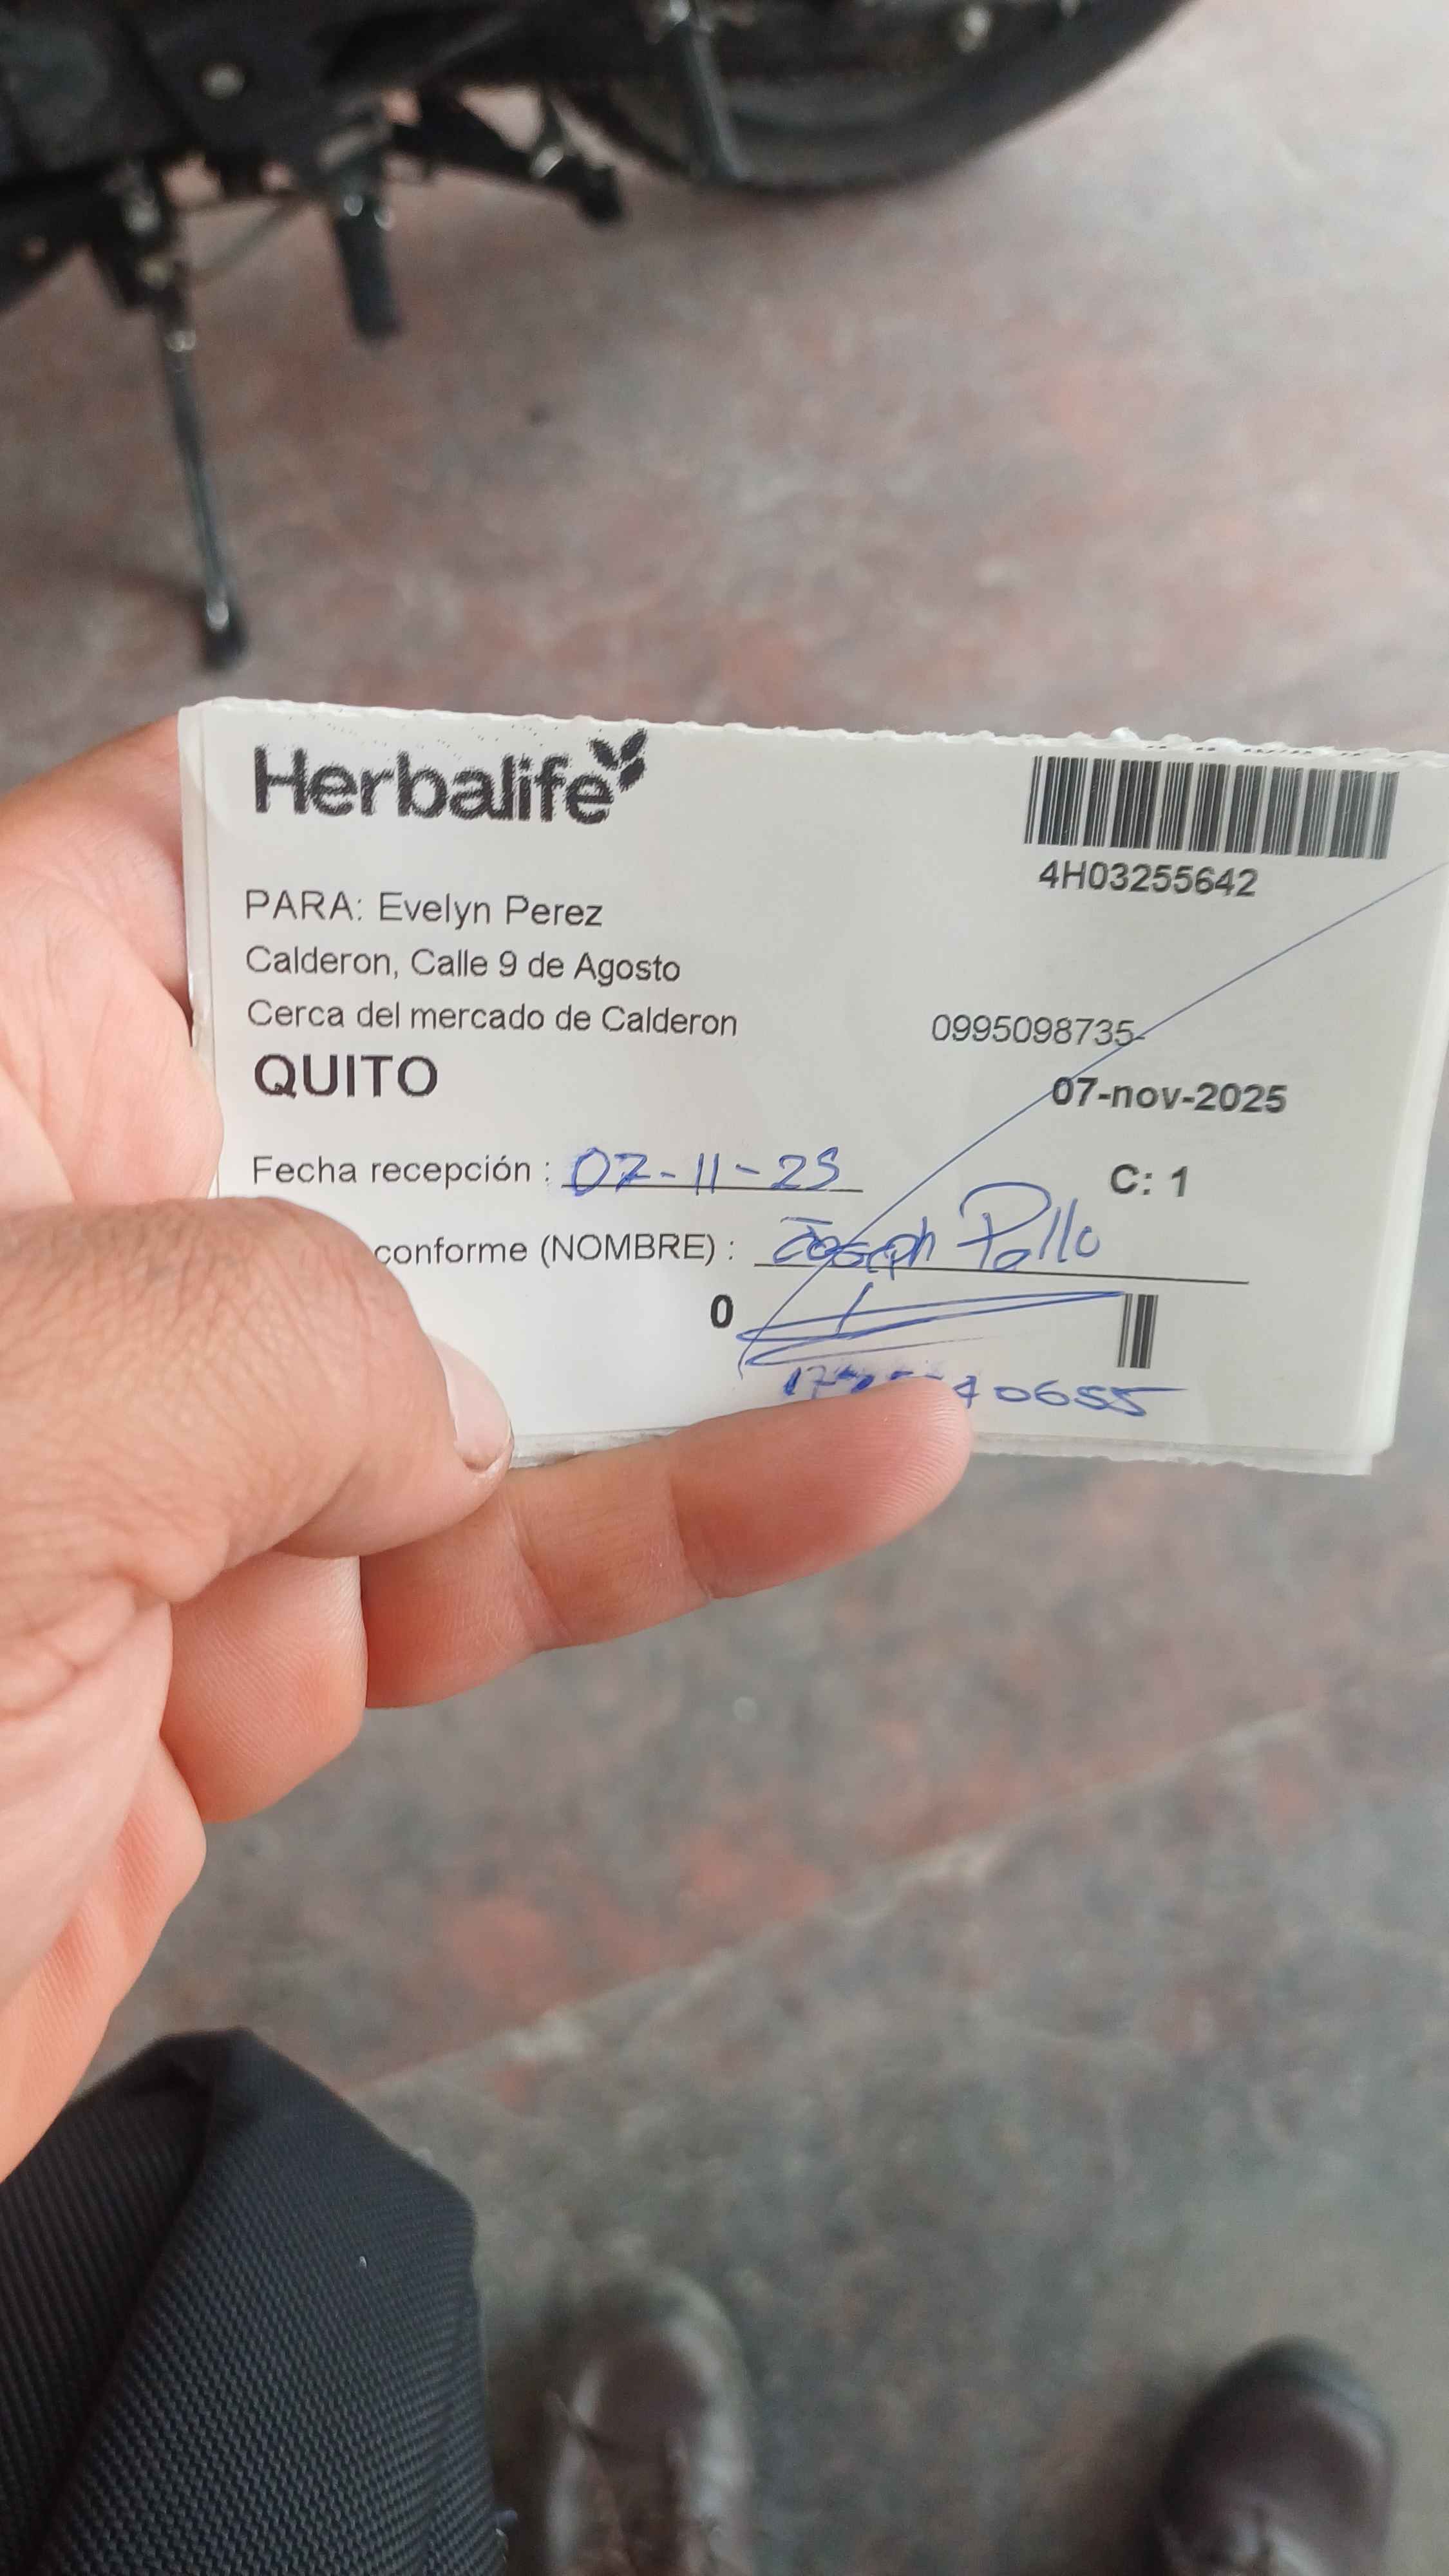 Herbalife
4H03255642
PARA: Evelyn Perez
Calderon, Calle 9 de Agosto
Cerca del mercado de Calderon
0995098735
QUITO
07-nov-2025
Fecha recepción : 07-11-25
C: 1
conforme (NOMBRE) : Joseph Pallo
0
40655